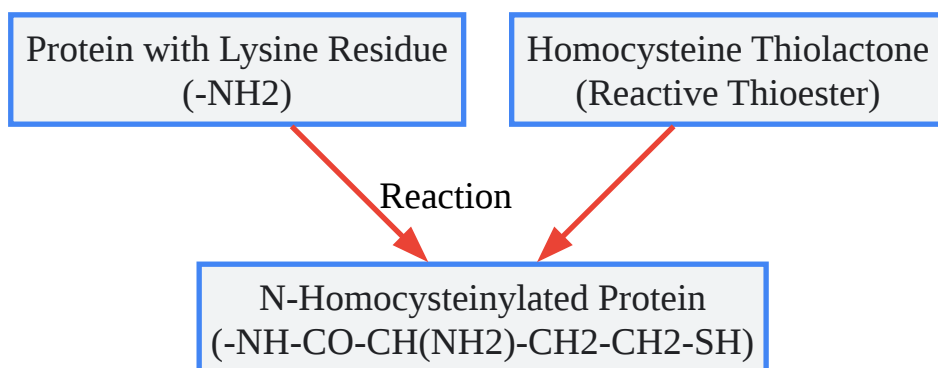 Protein with Lysine Residue
(-NH2)
Homocysteine Thiolactone
(Reactive Thioester)
Reaction
N-Homocysteinylated Protein
(-NH-CO-CH(NH2)-CH2-CH2-SH)